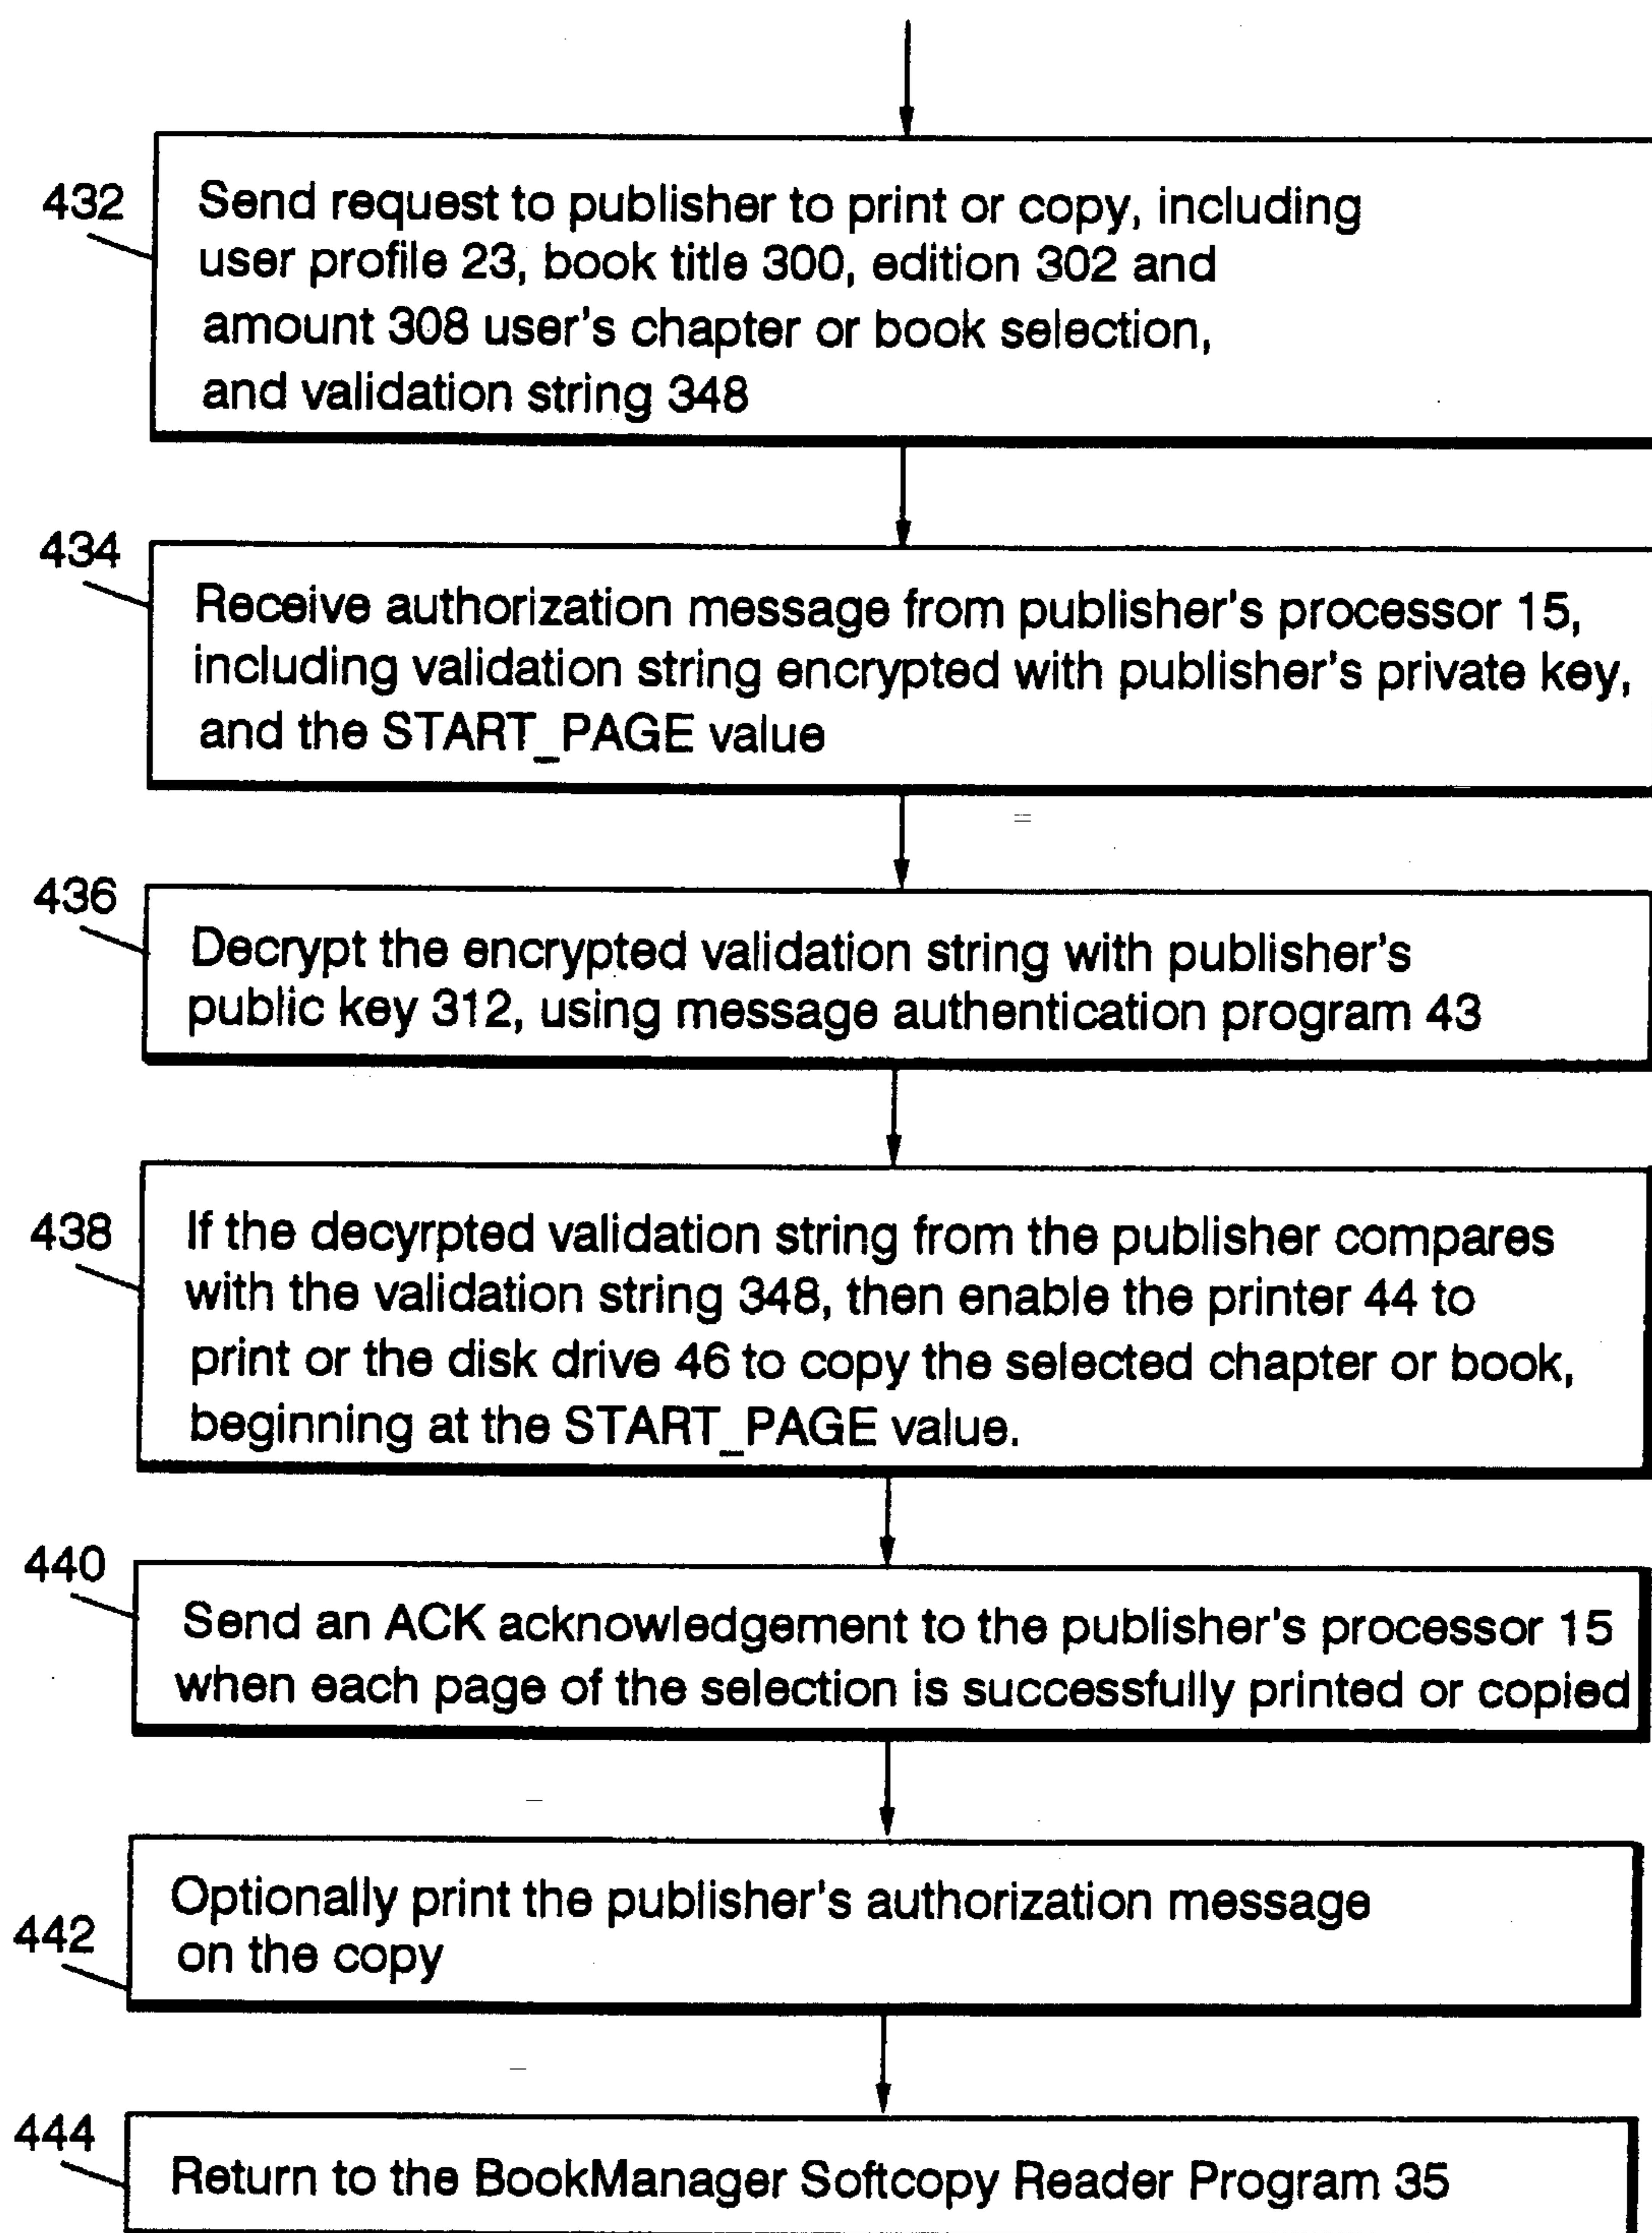 432
Send request to publisher to print or copy, including
user profile 23, book title 300, edition 302 and
amount 308 user's chapter or book selection,
and validation string 348
434
Receive authorization message from publisher's processor 15,
including validation string encrypted with publisher's private key,
and the START_PAGE value
436
Decrypt the encrypted validation string with publisher's
public key 312, using message authentication program 43
438
If the decyrpted validation string from the publisher compares
with the validation string 348, then enable the printer 44 to
print or the disk drive 46 to copy the selected chapter or book,
beginning at the START_PAGE value.
440
Send an ACK acknowledgement to the publisher's processor 15
when each page of the selection is successfully printed or copied
442
Optionally print the publisher's authorization message
on the copy
444
Return to the BookManager Softcopy Reader Program 35